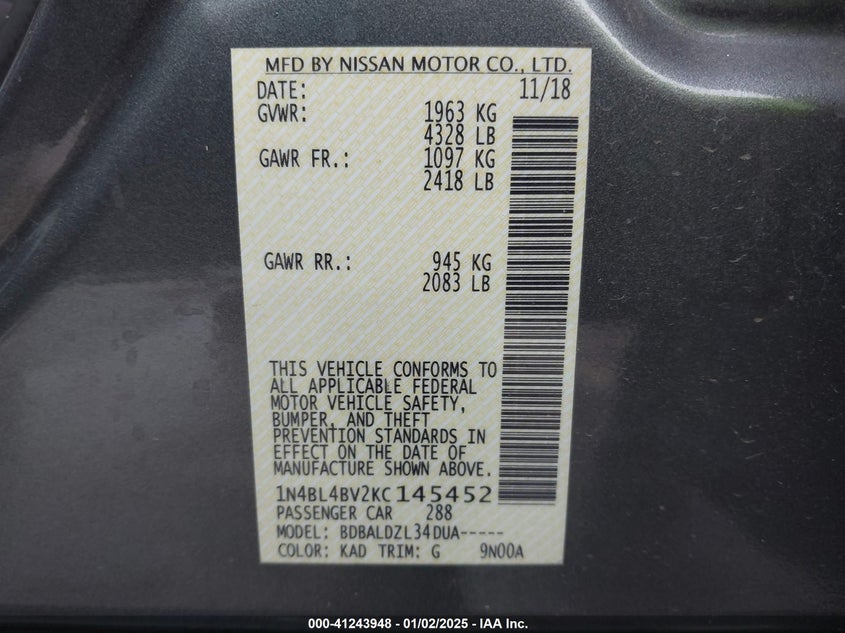 MFD BY NISSAN MOTOR CO., LTD.
DATE: 11/18
GVWR: 1963 KG
4328 LB
GAWR FR.: 1097 KG
2418 LB
GAWR RR.: 945 KG
2083 LB
THIS VEHICLE CONFORMS TO
ALL APPLICABLE FEDERAL
MOTOR VEHICLE SAFETY,
BUMPER, AND THEFT
PREVENTION STANDARDS IN
EFFECT ON THE DATE OF
MANUFACTURE SHOWN ABOVE.
1N4BL4BV2KC145452
PASSENGER CAR 288
MODEL: BDBALDZL34DUA-----
COLOR: KAD TRIM: G 9N00A
000-41243948 - 01/02/2025 - IAA Inc.